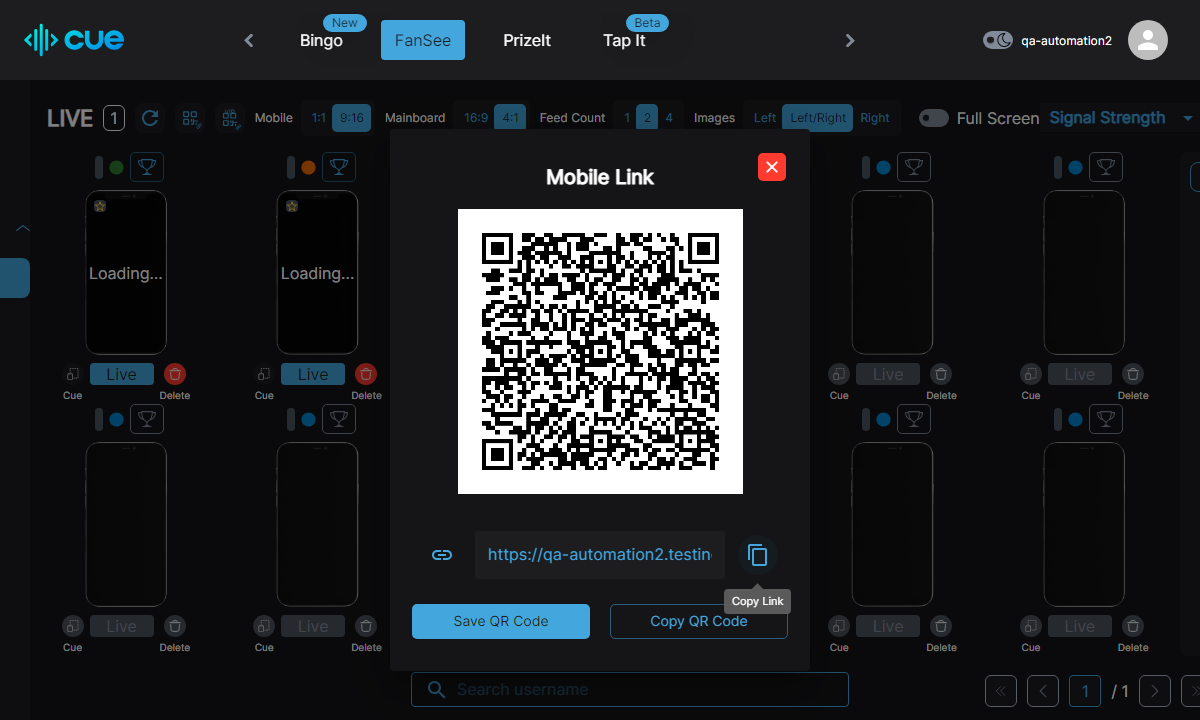 cue
Bingo
New
FanSee
PrizeIt
Tap It
Beta
qa-automation2
LIVE 1
Mobile 1:1 9:16
Mainboard 16:9 4:1
Feed Count 1 2 4
Images Left Left/Right Right
Full Screen
Signal Strength
Mobile Link
Loading...
Loading...
Live
Live
Live
Live
Cue Delete
Cue Delete
Cue Delete
Cue Delete
https://qa-automation2.testin
Copy Link
Save QR Code
Copy QR Code
Live
Live
Live
Live
Cue Delete
Cue Delete
Cue Delete
Cue Delete
Search username
1 / 1